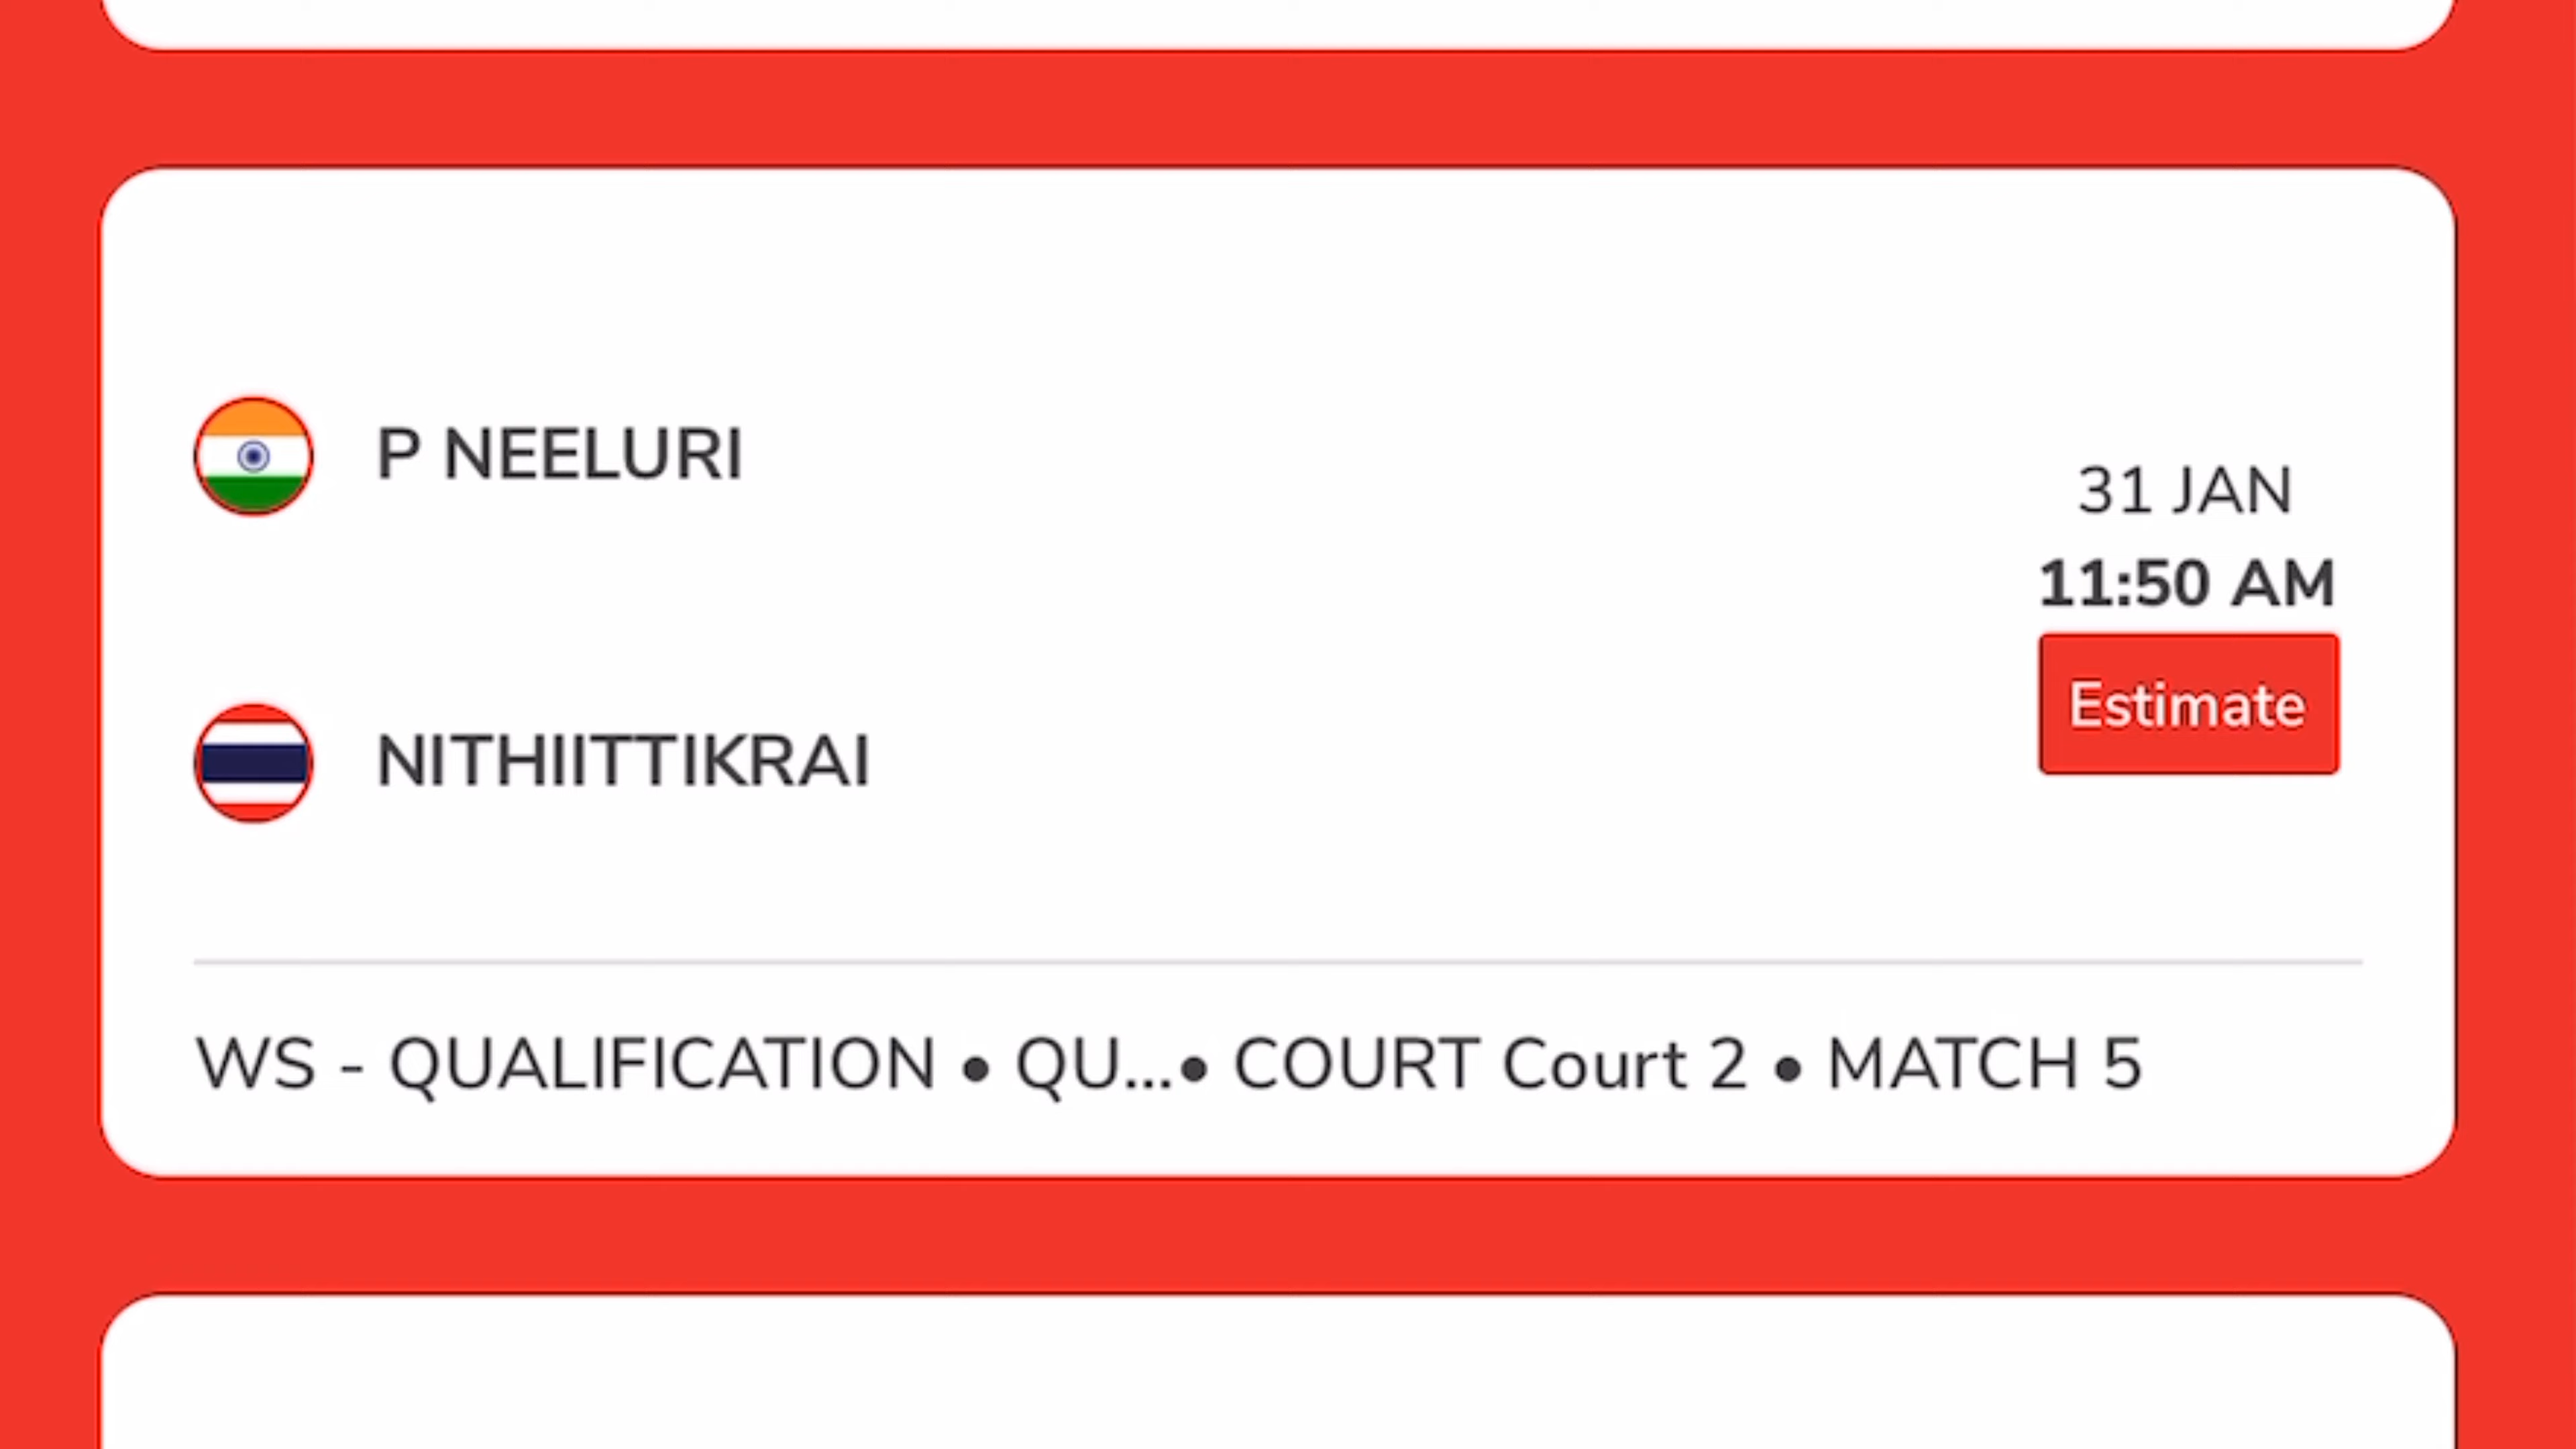 P NEELURI
31 JAN
11:50 AM
Estimate
NITHIITTIKRAI
WS - QUALIFICATION • QU...• COURT Court 2 • MATCH 5